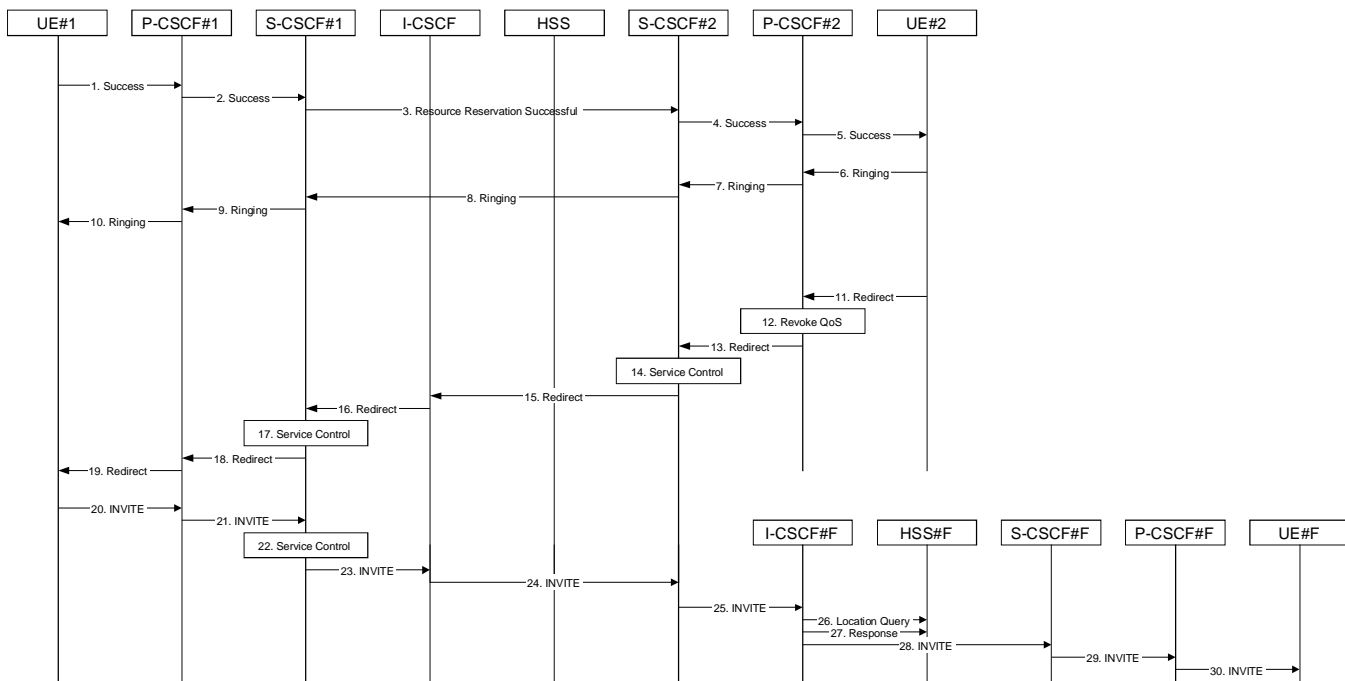 UE#1
P-CSCF#1
S-CSCF#1
I-CSCF
HSS
S-CSCF#2
P-CSCF#2
UE#2
1. Success
2. Success
3. Resource Reservation Successful
4. Success
5. Success
6. Ringing
7. Ringing
8. Ringing
9. Ringing
10. Ringing
11. Redirect
12. Revoke QoS
13. Redirect
14. Service Control
15. Redirect
16. Redirect
17. Service Control
18. Redirect
19. Redirect
20. INVITE
21. INVITE
I-CSCF#F
HSS#F
S-CSCF#F
P-CSCF#F
UE#F
22. Service Control
23. INVITE
24. INVITE
25. INVITE
26. Location Query
27. Response
28. INVITE
29. INVITE
30. INVITE